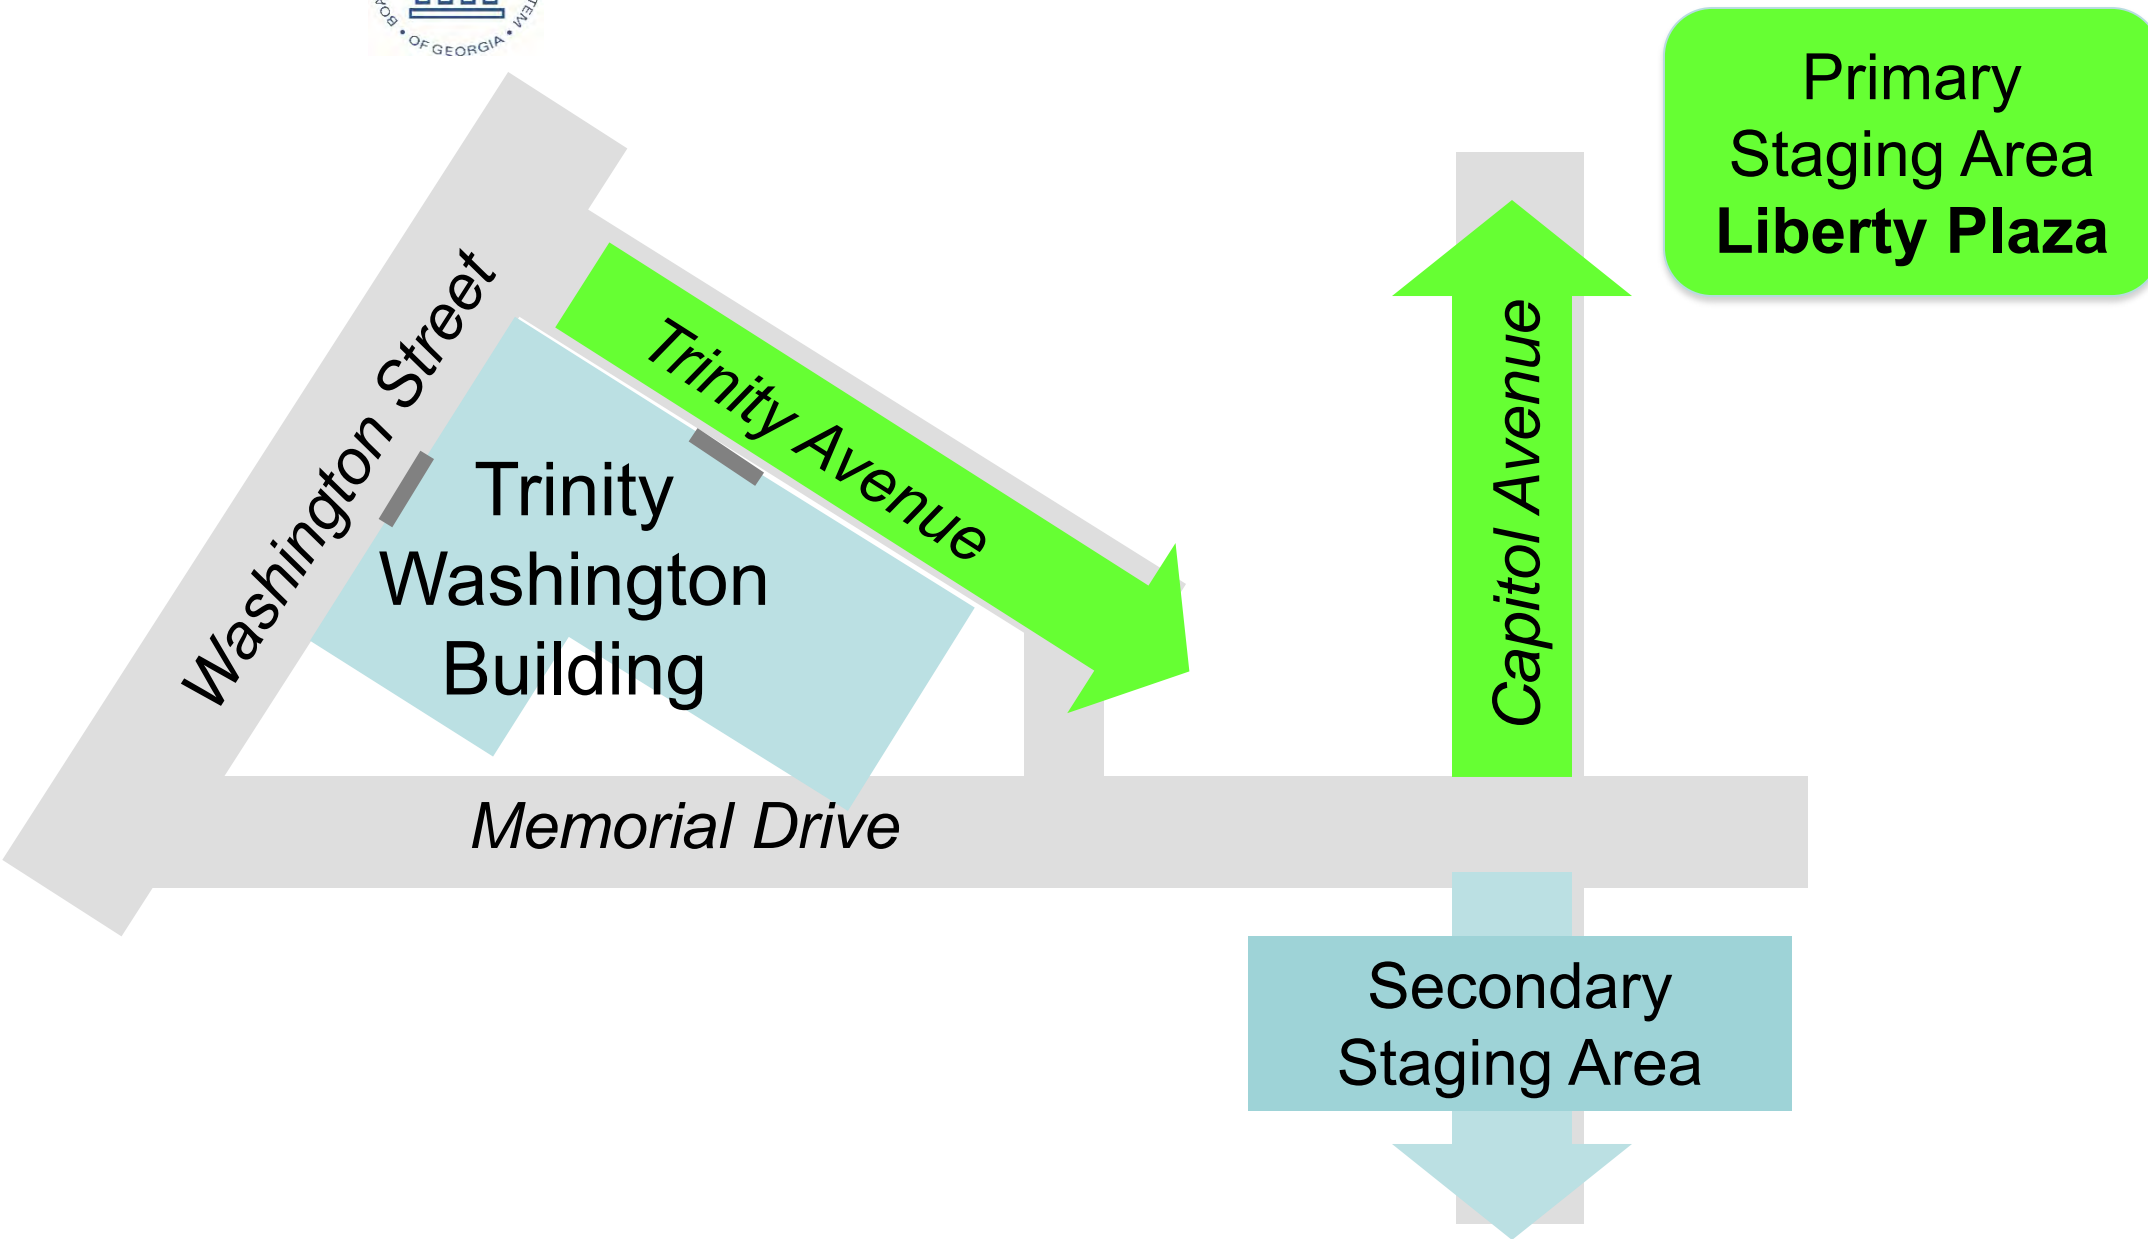 OF GEORGIA
Primary
Staging Area
Liberty Plaza
Washington Street
Trinity Avenue
Capitol Avenue
Trinity
Washington
Building
Memorial Drive
Secondary
Staging Area